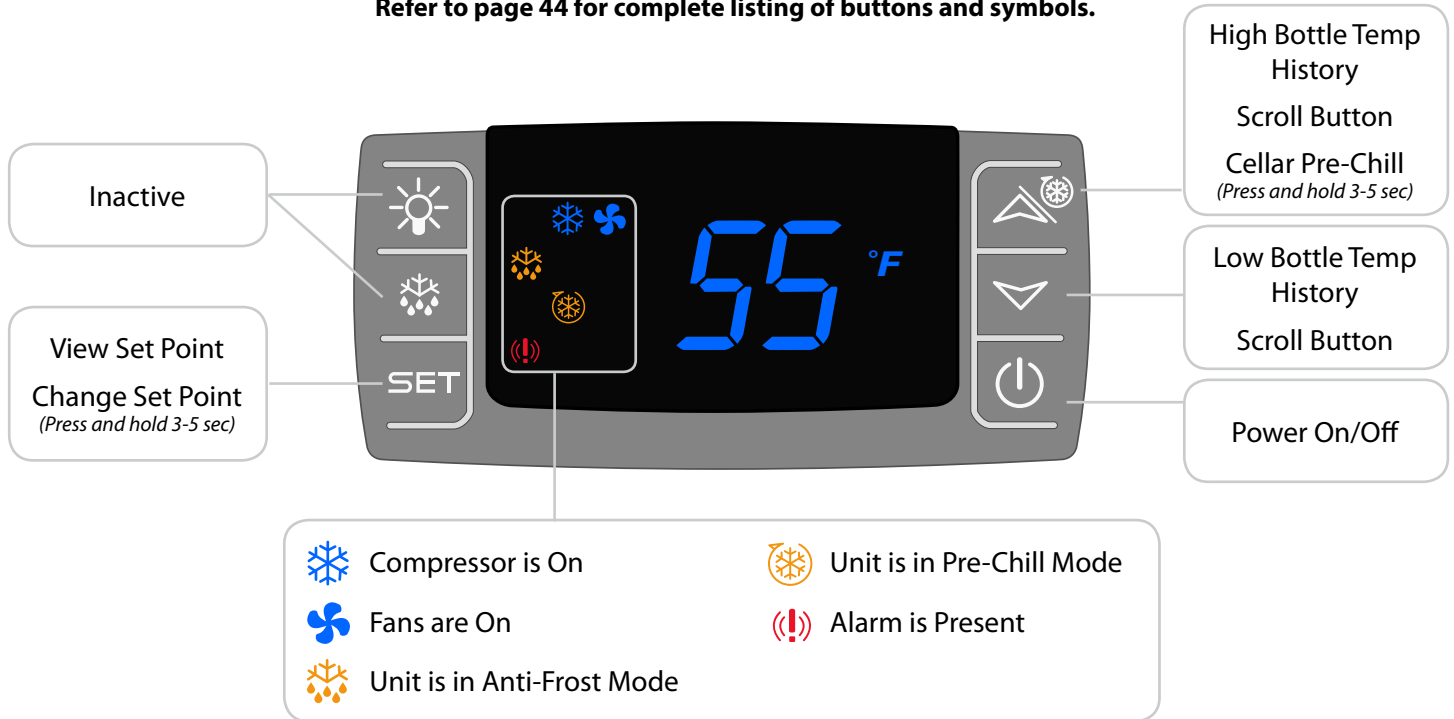 Refer to page 44 for complete listing of buttons and symbols.
High Bottle Temp
History
Scroll Button
Cellar Pre-Chill
(Press and hold 3-5 sec)
Inactive
55 °F
Low Bottle Temp
History
Scroll Button
View Set Point
Change Set Point
(Press and hold 3-5 sec)
SET
Power On/Off
Compressor is On
Unit is in Pre-Chill Mode
Fans are On
Alarm is Present
Unit is in Anti-Frost Mode